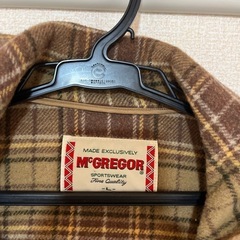 MADE EXCLUSIVELY
McGREGOR
SPORTSWEAR
Fine Quality